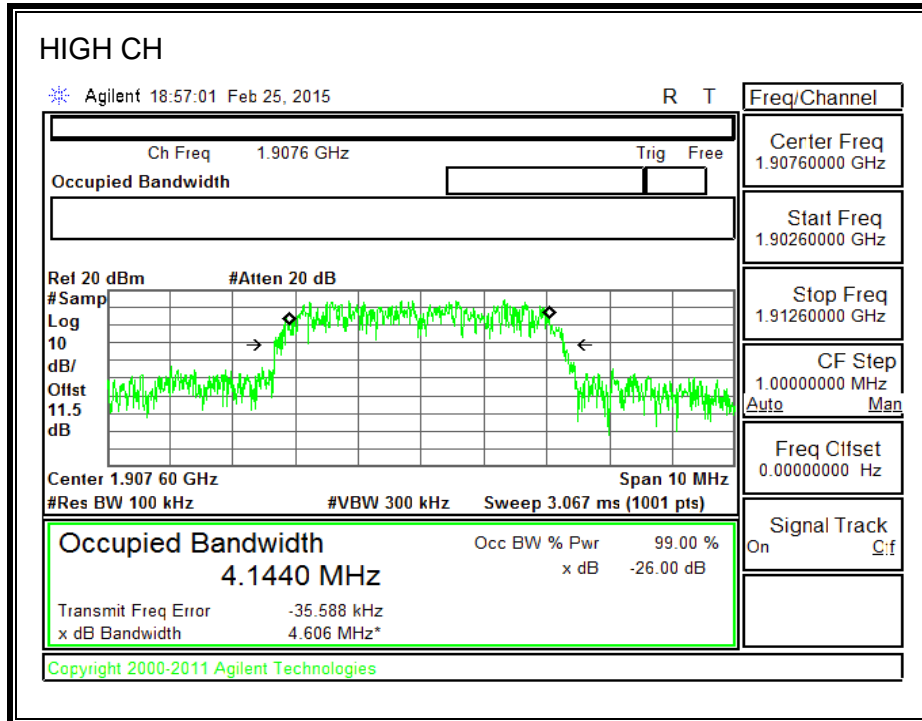 HIGH CH
Agilent 18:57:01 Feb 25, 2015 R T
Freq/Channel
Ch Freq 1.9076 GHz Trig Free
Occupied Bandwidth
Center Freq
1.90760000 GHz
Start Freq
1.90260000 GHz
Stop Freq
1.91260000 GHz
CF Step
1.00000000 MHz
Auto Man
Freq Offset
0.00000000 Hz
Signal Track
On Off
Ref 20 dBm #Atten 20 dB
#Samp
Log
10
dB/
Offst
11.5
dB
Center 1.907 60 GHz Span 10 MHz
#Res BW 100 kHz #VBW 300 kHz Sweep 3.067 ms (1001 pts)
Occupied Bandwidth
4.1440 MHz
Occ BW % Pwr 99.00 %
x dB -26.00 dB
Transmit Freq Error -35.588 kHz
x dB Bandwidth 4.606 MHz*
Copyright 2000-2011 Agilent Technologies